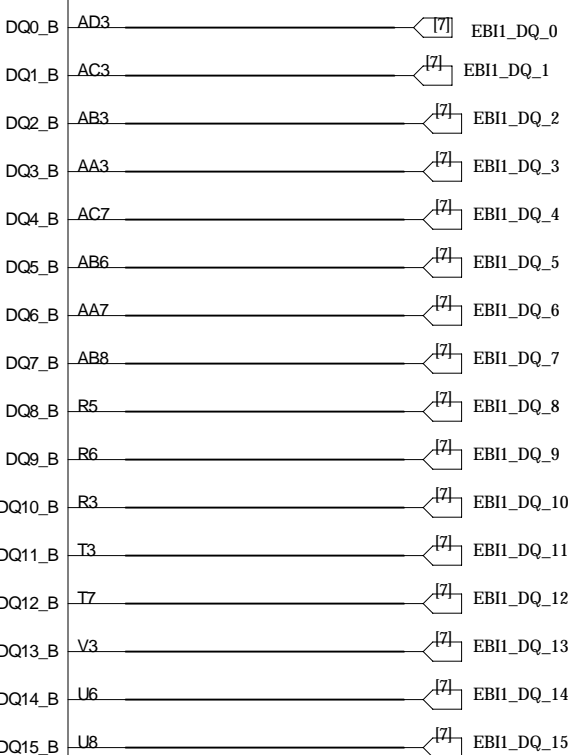 DQ0_B AD3 [7] EBI1_DQ_0
DQ1_B AC3 [7] EBI1_DQ_1
DQ2_B AB3 [7] EBI1_DQ_2
DQ3_B AA3 [7] EBI1_DQ_3
DQ4_B AC7 [7] EBI1_DQ_4
DQ5_B AB6 [7] EBI1_DQ_5
DQ6_B AA7 [7] EBI1_DQ_6
DQ7_B AB8 [7] EBI1_DQ_7
DQ8_B R5 [7] EBI1_DQ_8
DQ9_B R6 [7] EBI1_DQ_9
DQ10_B R3 [7] EBI1_DQ_10
DQ11_B T3 [7] EBI1_DQ_11
DQ12_B T7 [7] EBI1_DQ_12
DQ13_B V3 [7] EBI1_DQ_13
DQ14_B U6 [7] EBI1_DQ_14
DQ15_B U8 [7] EBI1_DQ_15